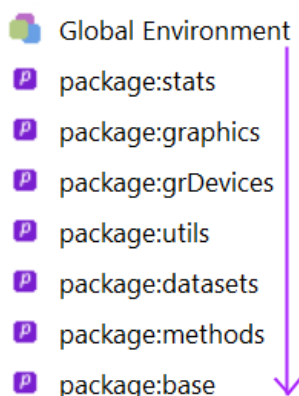 Global Environment
package:stats
package:graphics
package:grDevices
package:utils
package:datasets
package:methods
package:base